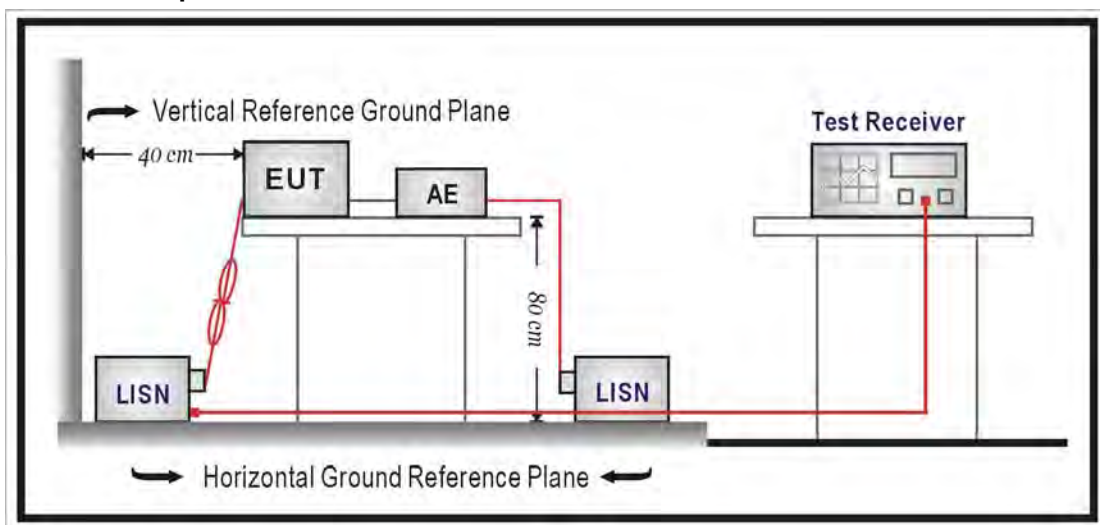 Vertical Reference Ground Plane
40 cm
EUT
AE
Test Receiver
80 cm
LISN
LISN
Horizontal Ground Reference Plane